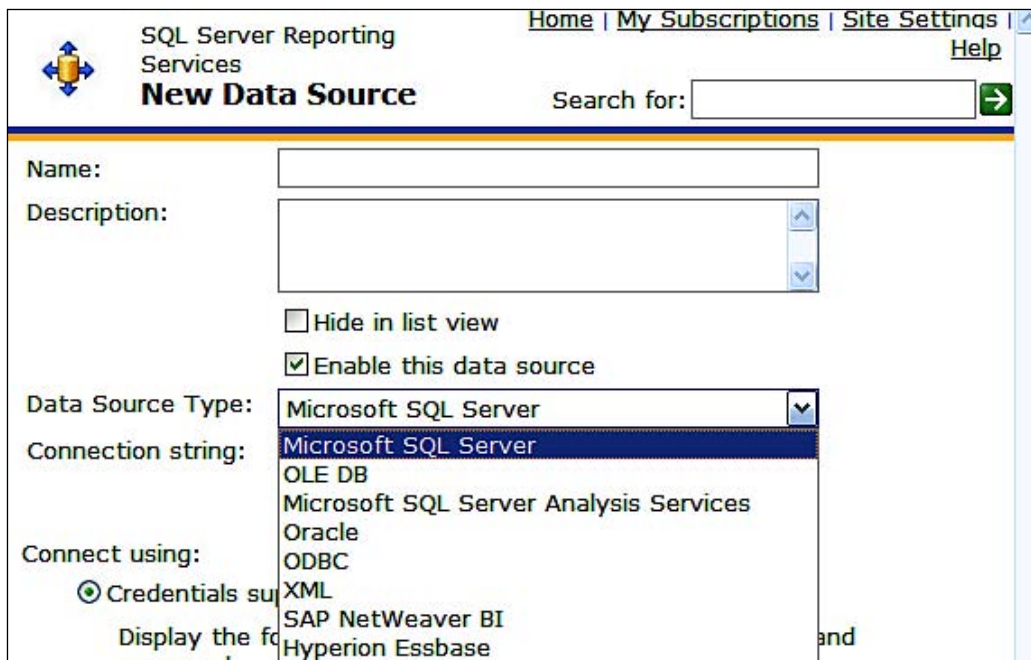 Home | My Subscriptions | Site Settings |
Help
SQL Server Reporting
Services
New Data Source
Search for:
Name:
Description:
Hide in list view
Enable this data source
Data Source Type:
Microsoft SQL Server
Connection string:
Microsoft SQL Server
OLE DB
Microsoft SQL Server Analysis Services
Oracle
ODBC
XML
SAP NetWeaver BI
Hyperion Essbase
Connect using:
Credentials su
Display the fo
and